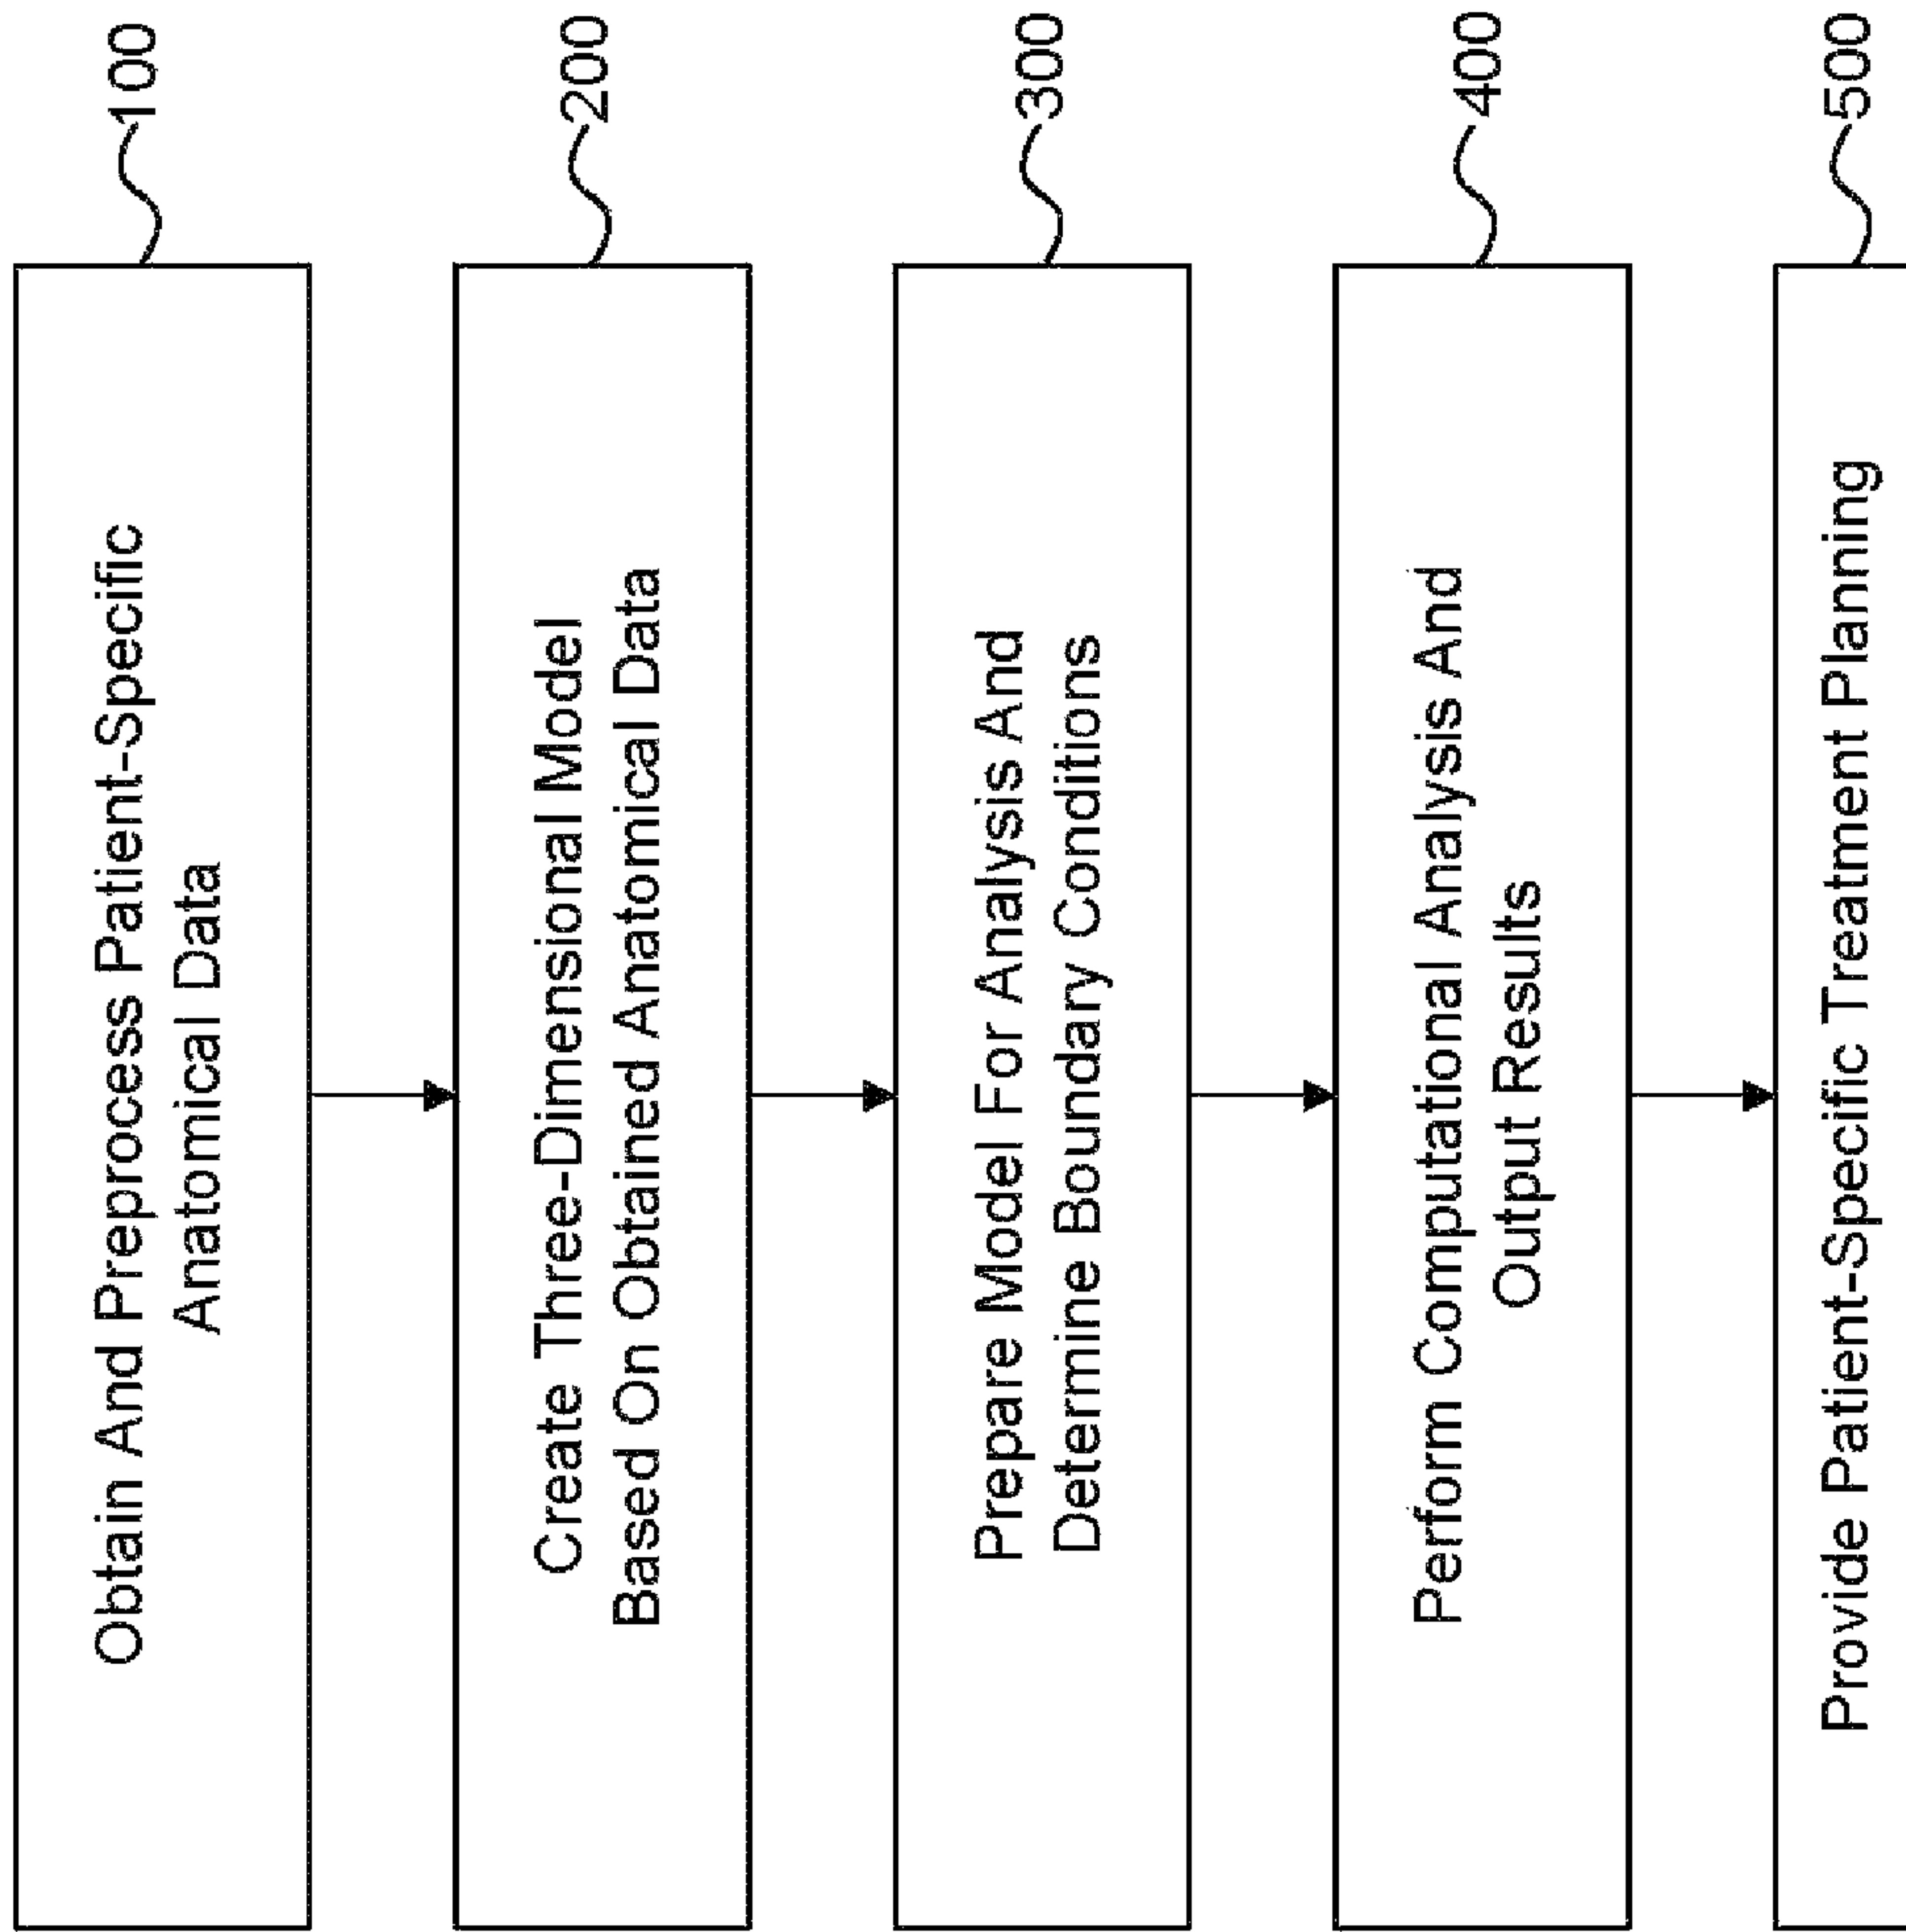 Obtain And Preprocess Patient-Specific
Anatomical Data
100
Create Three-Dimensional Model
Based On Obtained Anatomical Data
200
Prepare Model For Analysis And
Determine Boundary Conditions
300
Perform Computational Analysis And
Output Results
400
Provide Patient-Specific Treatment Planning
500